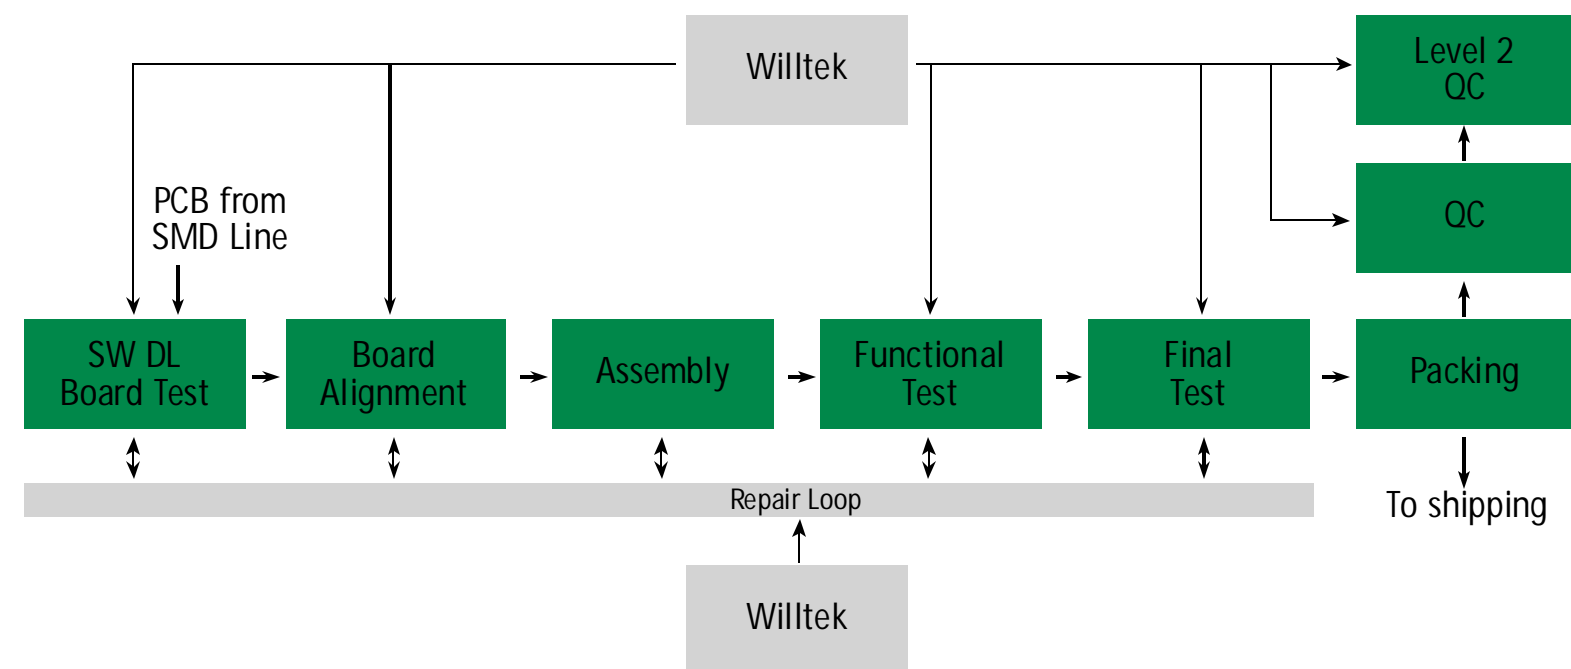 Willtek
Level 2
QC
PCB from
SMD Line
QC
SW DL
Board Test
Board
Alignment
Assembly
Functional
Test
Final
Test
Packing
Repair Loop
To shipping
Willtek